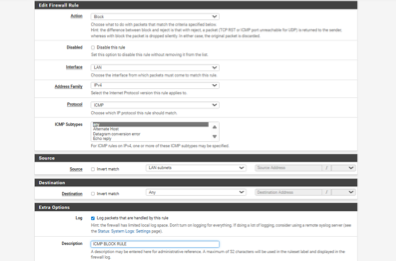 Edit Firewall Rule
Action Block
Choose what to do with packets that match the criteria specified below.
Hint: the difference between block and reject is that with reject, a packet (TCP RST or ICMP port unreachable for UDP) is returned to the sender,
whereas with block the packet is dropped silently. In either case, the original packet is discarded.
Disabled Disable this rule
Set this option to disable this rule without removing it from the list.
Interface LAN
Choose the interface from which packets must come to match this rule.
Address Family IPv4
Select the Internet Protocol version this rule applies to.
Protocol ICMP
Choose which IP protocol this rule should match.
ICMP Subtypes any
Alternate Host
Datagram conversion error
Echo reply
For ICMP rules on IPv4, one or more of these ICMP subtypes may be specified.
Source
Source Invert match LAN subnets Source Address /
Destination
Destination Invert match Any Destination Address /
Extra Options
Log Log packets that are handled by this rule
Hint: the firewall has limited local space. Don't turn on logging for everything. If doing a lot of logging, consider using a remote syslog server (see
the Status: System Logs: Settings page).
Description ICMP BLOCK RULE
A description may be entered here for administrative reference. A maximum of 52 characters will be used in the ruleset label and displayed in the
firewall log.